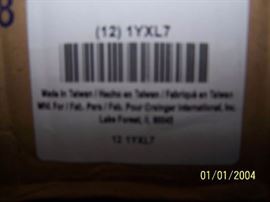 8
(12) 1YXL7
Made in Taiwan / Hecho en Taiwan / Fabriqué en Taiwan
Mfd. For / Fab. Para / Fab. Pour Grainger International, Inc.
Lake Forest, IL 60045
12 1YXL7
01/01/2004